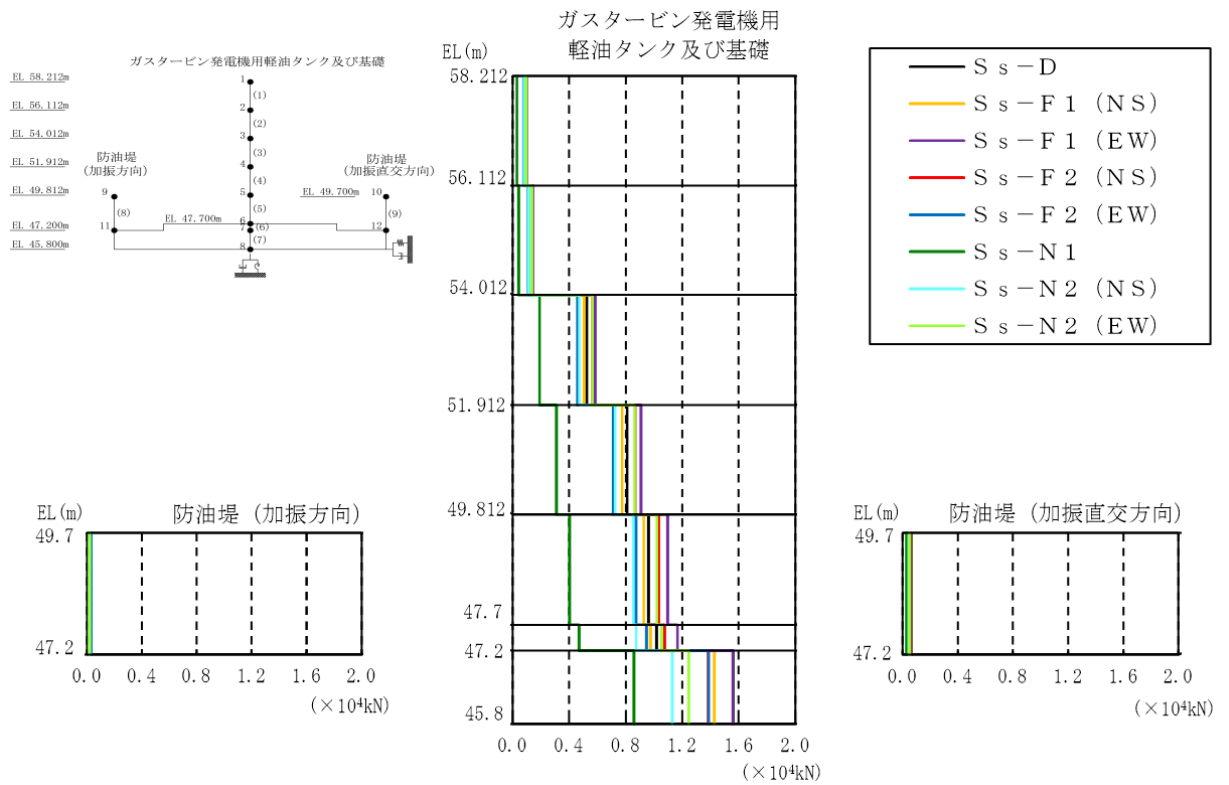 ガスタービン発電機用軽油タンク及び基礎
EL 58.212m
EL 56.112m
EL 54.012m
EL 51.912m
EL 49.812m
EL 47.200m
EL 45.800m
防油堤
(加振方向)
防油堤
(加振直交方向)
EL 49.700m
EL 47.700m
1
2
3
4
5
6
7
8
9
10
11
12
(1)
(2)
(3)
(4)
(5)
(6)
(7)
(8)
(9)
ガスタービン発電機用
軽油タンク及び基礎
EL(m)
58.212
56.112
54.012
51.912
49.812
47.7
47.2
45.8
0.0 0.4 0.8 1.2 1.6 2.0
(×10⁴kN)
Ss－D
Ss－F1 (NS)
Ss－F1 (EW)
Ss－F2 (NS)
Ss－F2 (EW)
Ss－N1
Ss－N2 (NS)
Ss－N2 (EW)
EL(m) 防油堤 (加振方向)
49.7
47.2
0.0 0.4 0.8 1.2 1.6 2.0
(×10⁴kN)
EL(m) 防油堤 (加振直交方向)
49.7
47.2
0.0 0.4 0.8 1.2 1.6 2.0
(×10⁴kN)